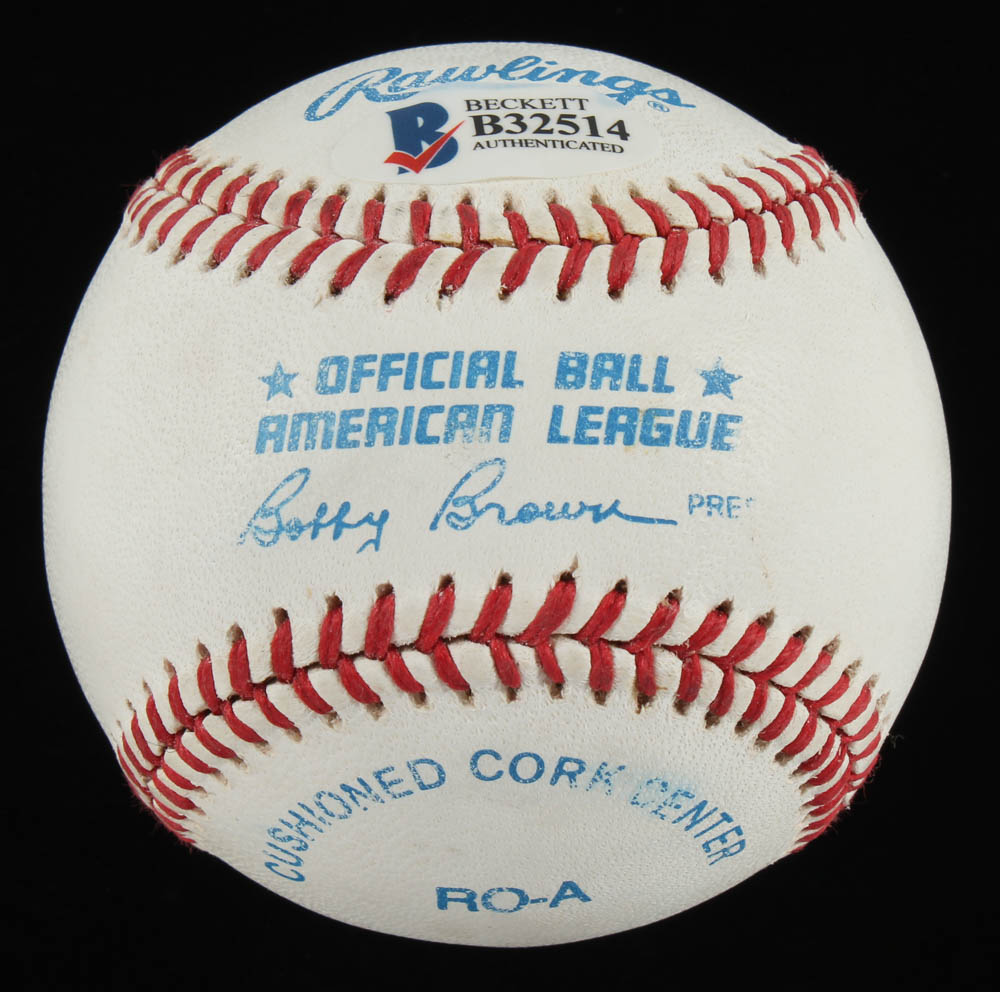 Rawlings ®
B BECKETT
B32514
AUTHENTICATED
OFFICIAL BALL
AMERICAN LEAGUE
Bobby Brown PRES
CUSHIONED CORK CENTER
RO-A